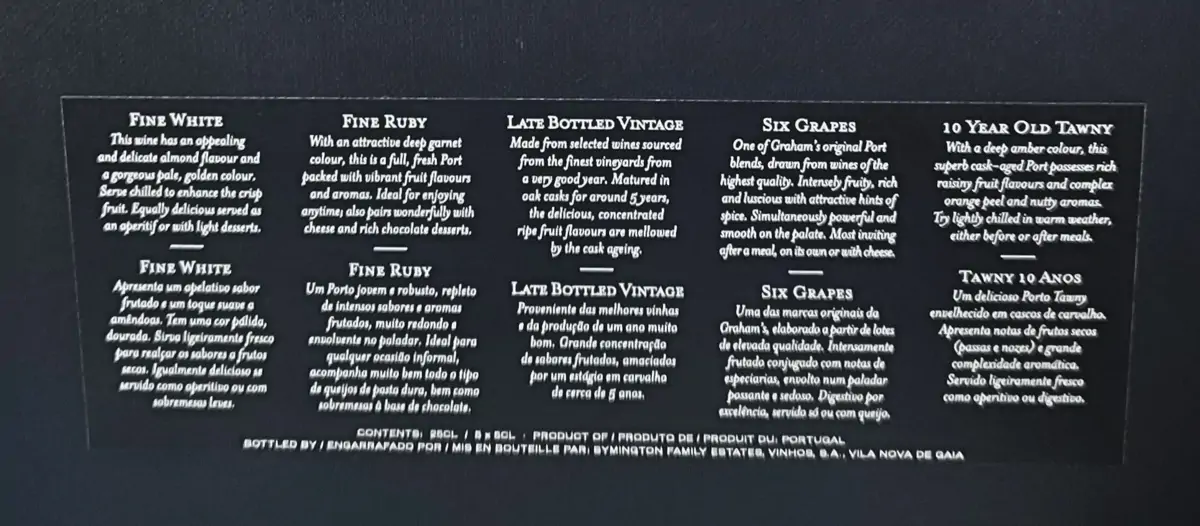 FINE WHITE
This wine has an appealing
and delicate almond flavour and
a gorgeous pale, golden colour.
Serve chilled to enhance the crisp
fruit. Equally delicious served as
an aperitif or with light desserts.
FINE WHITE
Apresenta um apelativo sabor
frutado e um toque suave a
amêndoas. Tem uma cor pálida,
dourada. Sirva ligeiramente fresco
para realçar os sabores a frutos
secos. Igualmente delicioso se
servido como aperitivo ou com
sobremesas leves.
FINE RUBY
With an attractive deep garnet
colour, this is a full, fresh Port
packed with vibrant fruit flavours
and aromas. Ideal for enjoying
anytime; also pairs wonderfully with
cheese and rich chocolate desserts.
FINE RUBY
Um Porto jovem e robusto, repleto
de intensos sabores e aromas
frutados, muito redondo e
envolvente no paladar. Ideal para
qualquer ocasião informal,
acompanha muito bem todo o tipo
de queijos de pasta dura, bem como
sobremesas à base de chocolate.
LATE BOTTLED VINTAGE
Made from selected wines sourced
from the finest vineyards from
a very good year. Matured in
oak casks for around 5 years,
the delicious, concentrated
ripe fruit flavours are mellowed
by the cask ageing.
LATE BOTTLED VINTAGE
Proveniente das melhores vinhas
e da produção de um ano muito
bom. Grande concentração
de sabores frutados, amaciados
por um estágio em carvalho
de cerca de 5 anos.
SIX GRAPES
One of Graham's original Port
blends, drawn from wines of the
highest quality. Intensely fruity, rich
and luscious with attractive hints of
spice. Simultaneously powerful and
smooth on the palate. Most inviting
after a meal, on its own or with cheese.
SIX GRAPES
Uma das marcas originais da
Graham's, elaborado a partir de lotes
de elevada qualidade. Intensamente
frutado conjugado com notas de
especiarias, envolto num paladar
possante e sedoso. Digestivo por
excelência, servido só ou com queijo.
10 YEAR OLD TAWNY
With a deep amber colour, this
superb cask-aged Port possesses rich
raisiny fruit flavours and complex
orange peel and nutty aromas.
Try lightly chilled in warm weather,
either before or after meals.
TAWNY 10 ANOS
Um delicioso Porto Tawny
envelhecido em cascos de carvalho.
Apresenta notas de frutos secos
(passas e nozes) e grande
complexidade aromática.
Servido ligeiramente fresco
como aperitivo ou digestivo.
CONTENTS: 25CL / 5 x 5CL · PRODUCT OF / PRODUTO DE / PRODUIT DU: PORTUGAL
BOTTLED BY / ENGARRAFADO POR / MIS EN BOUTEILLE PAR: SYMINGTON FAMILY ESTATES, VINHOS, S.A., VILA NOVA DE GAIA